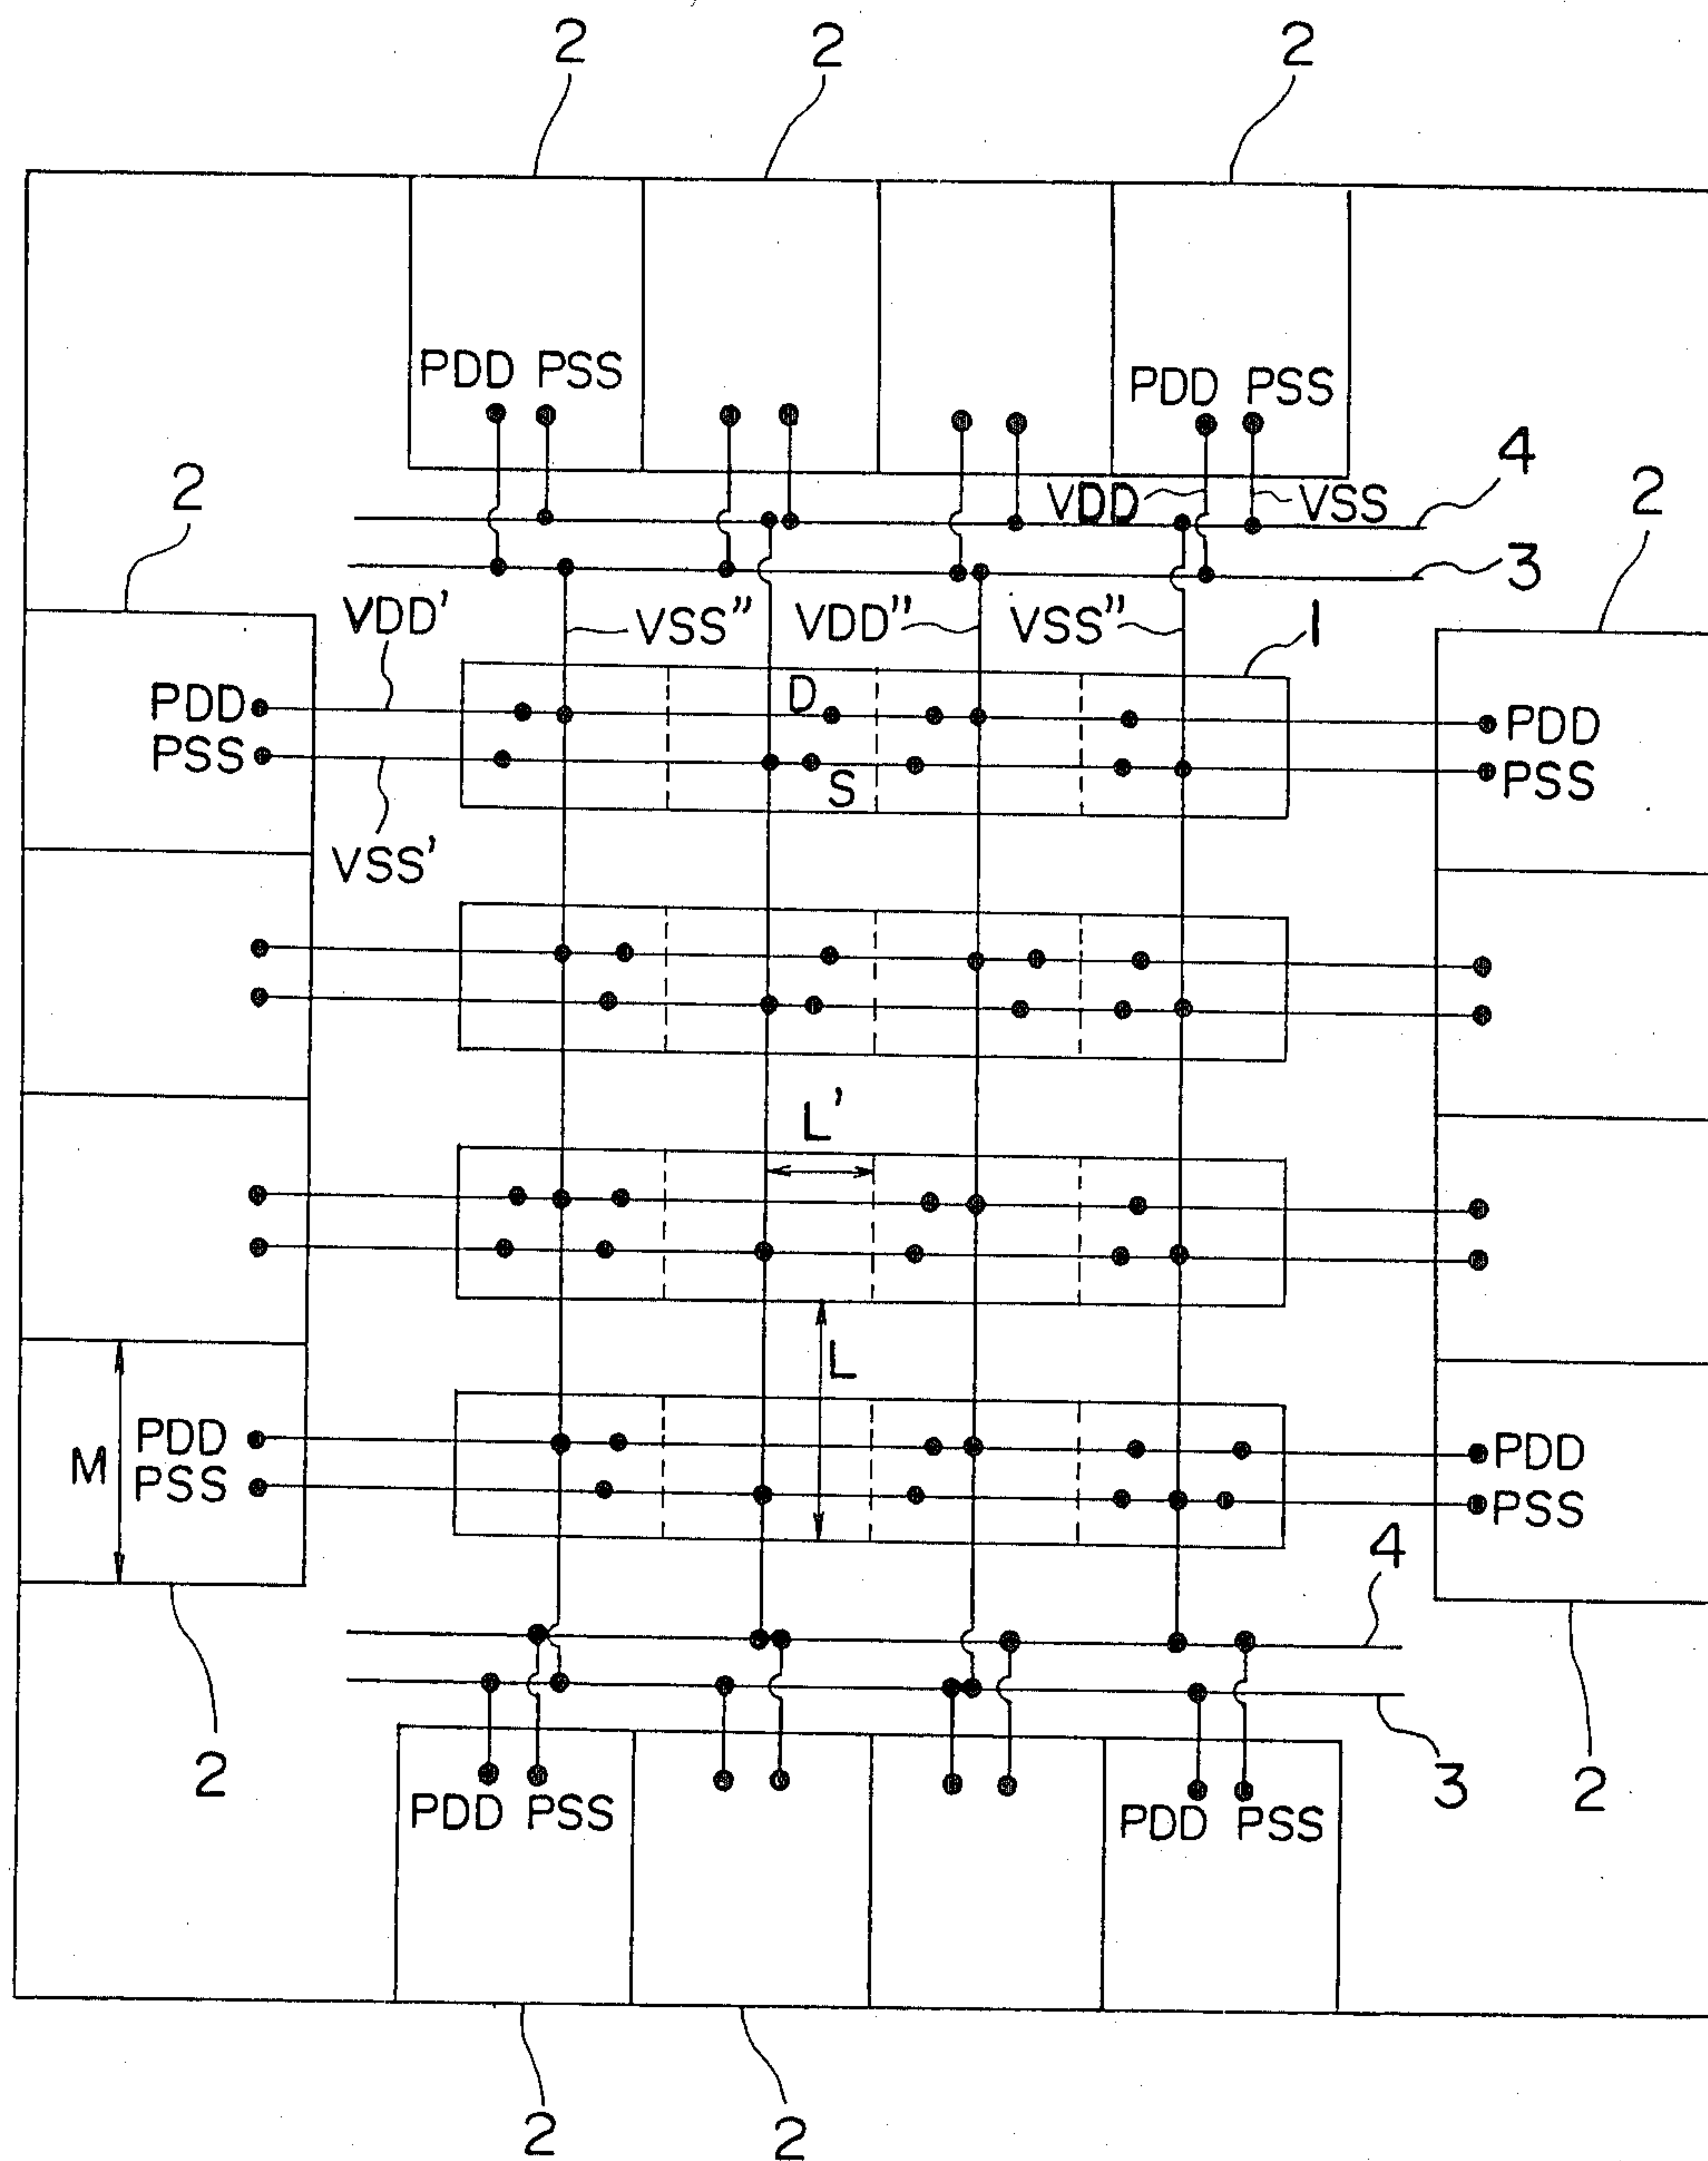 2 2 2
PDD PSS
PDD PSS
4
2
VDD VSS
2
3
VDD'
VSS" VDD" VSS" 1
PDD D PDD
PSS S PSS
VSS'
L'
L
M PDD PDD
PSS PSS
4
2 3 2
PDD PSS PDD PSS
2 2